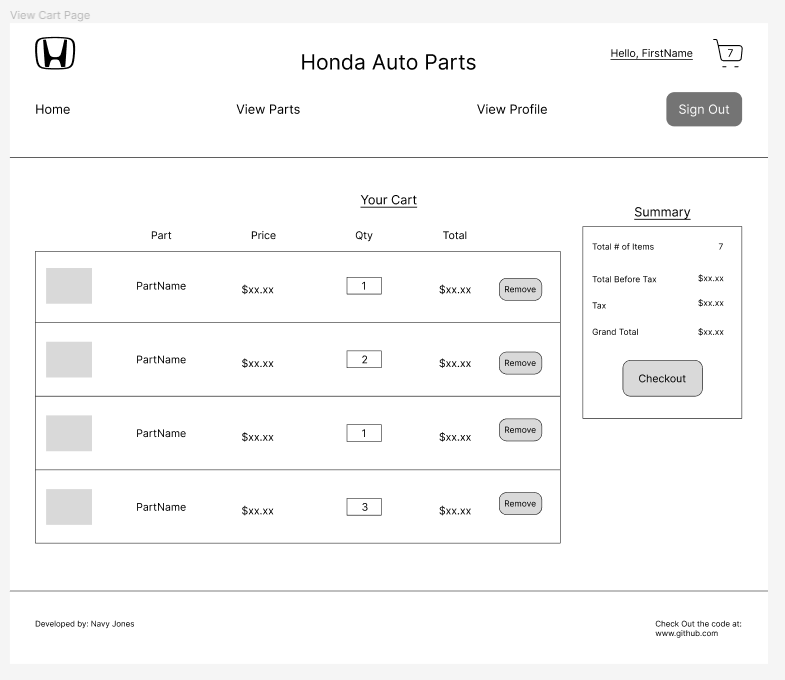 View Cart Page
Honda Auto Parts
Hello, FirstName
7
Home
View Parts
View Profile
Sign Out
Your Cart
Part
Price
Qty
Total
PartName
$xx.xx
1
$xx.xx
Remove
PartName
$xx.xx
2
$xx.xx
Remove
PartName
$xx.xx
1
$xx.xx
Remove
PartName
$xx.xx
3
$xx.xx
Remove
Summary
Total # of Items
7
Total Before Tax
$xx.xx
Tax
$xx.xx
Grand Total
$xx.xx
Checkout
Developed by: Navy Jones
Check Out the code at:
www.github.com